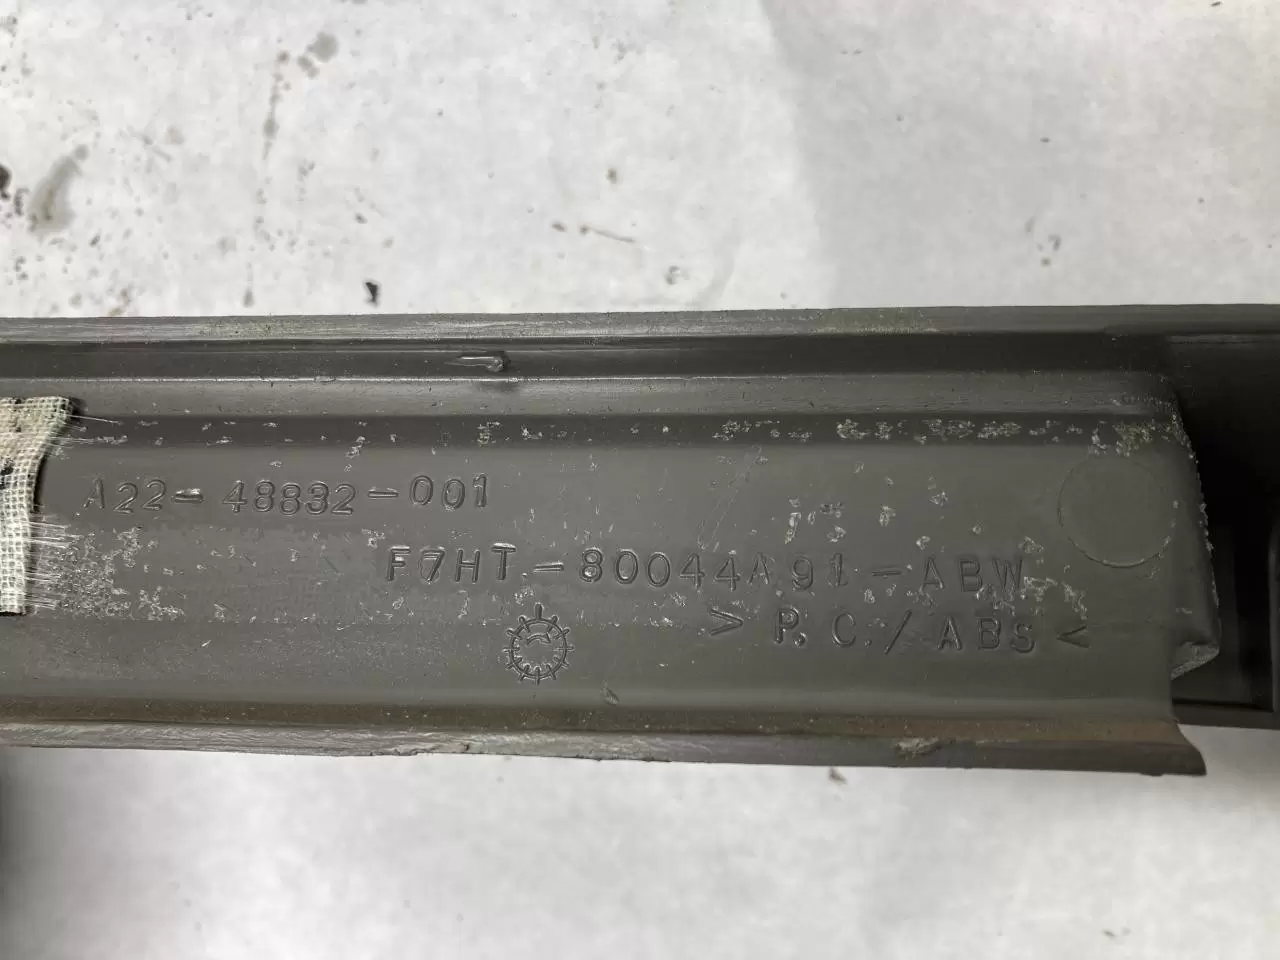 A22-48832-001
F7HT-80044A91-ABW
> P.C./ABS <